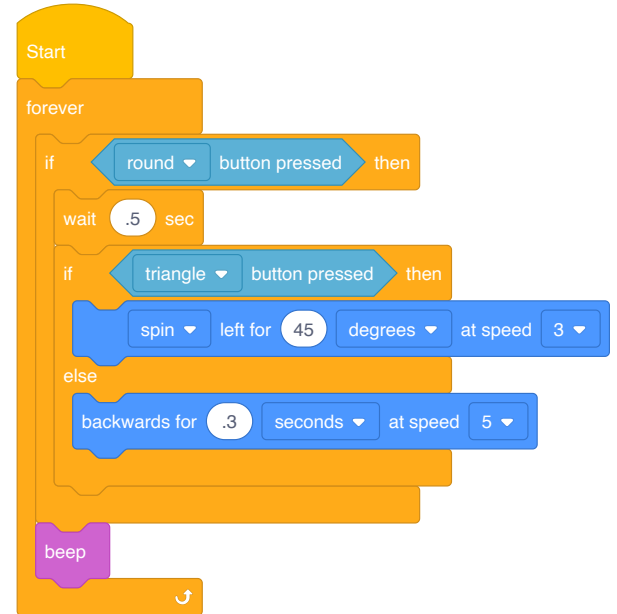 Start
forever
if round button pressed then
wait .5 sec
if triangle button pressed then
spin left for 45 degrees at speed 3
else
backwards for .3 seconds at speed 5
beep